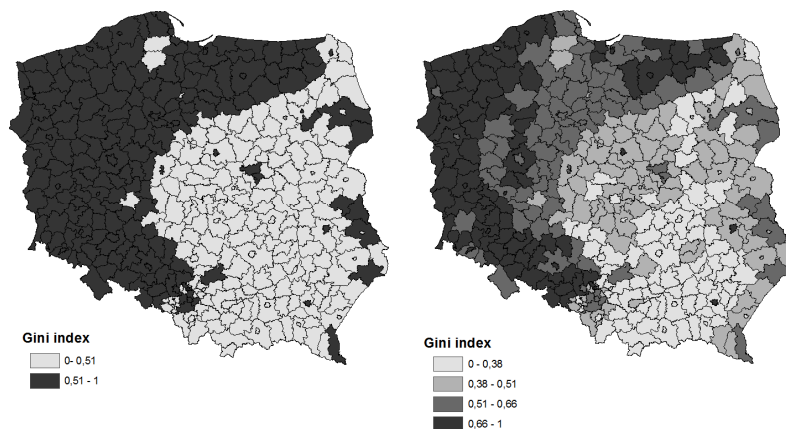 Gini index
0- 0,51
0,51 - 1
Gini index
0 - 0,38
0,38 - 0,51
0,51 - 0,66
0,66 - 1